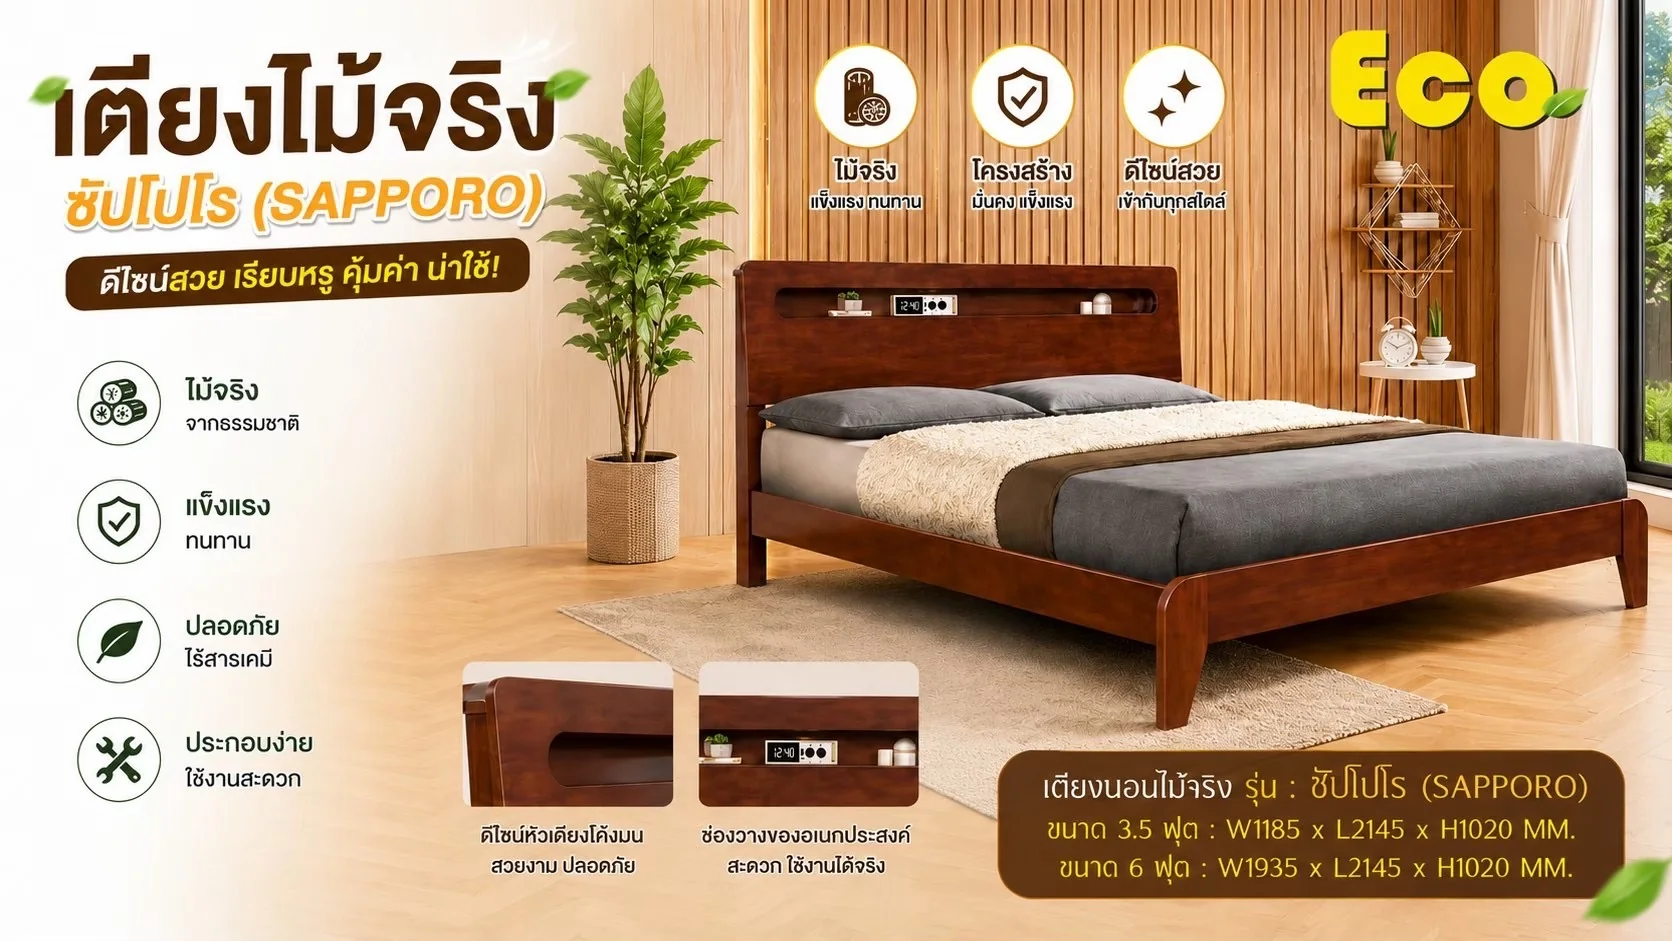 เตียงไม้จริง
ซัปโปโร (SAPPORO)
ดีไซน์สวย เรียบหรู คุ้มค่า น่าใช้!
ไม้จริง
จากธรรมชาติ
แข็งแรง
ทนทาน
ปลอดภัย
ไร้สารเคมี
ประกอบง่าย
ใช้งานสะดวก
ไม้จริง
แข็งแรง ทนทาน
โครงสร้าง
มั่นคง แข็งแรง
ดีไซน์สวย
เข้ากับทุกสไตล์
Eco
12:40
12:40
ดีไซน์หัวเตียงโค้งมน
สวยงาม ปลอดภัย
ช่องวางของอเนกประสงค์
สะดวก ใช้งานได้จริง
เตียงนอนไม้จริง รุ่น : ซัปโปโร (SAPPORO)
ขนาด 3.5 ฟุต : W1185 x L2145 x H1020 MM.
ขนาด 6 ฟุต : W1935 x L2145 x H1020 MM.